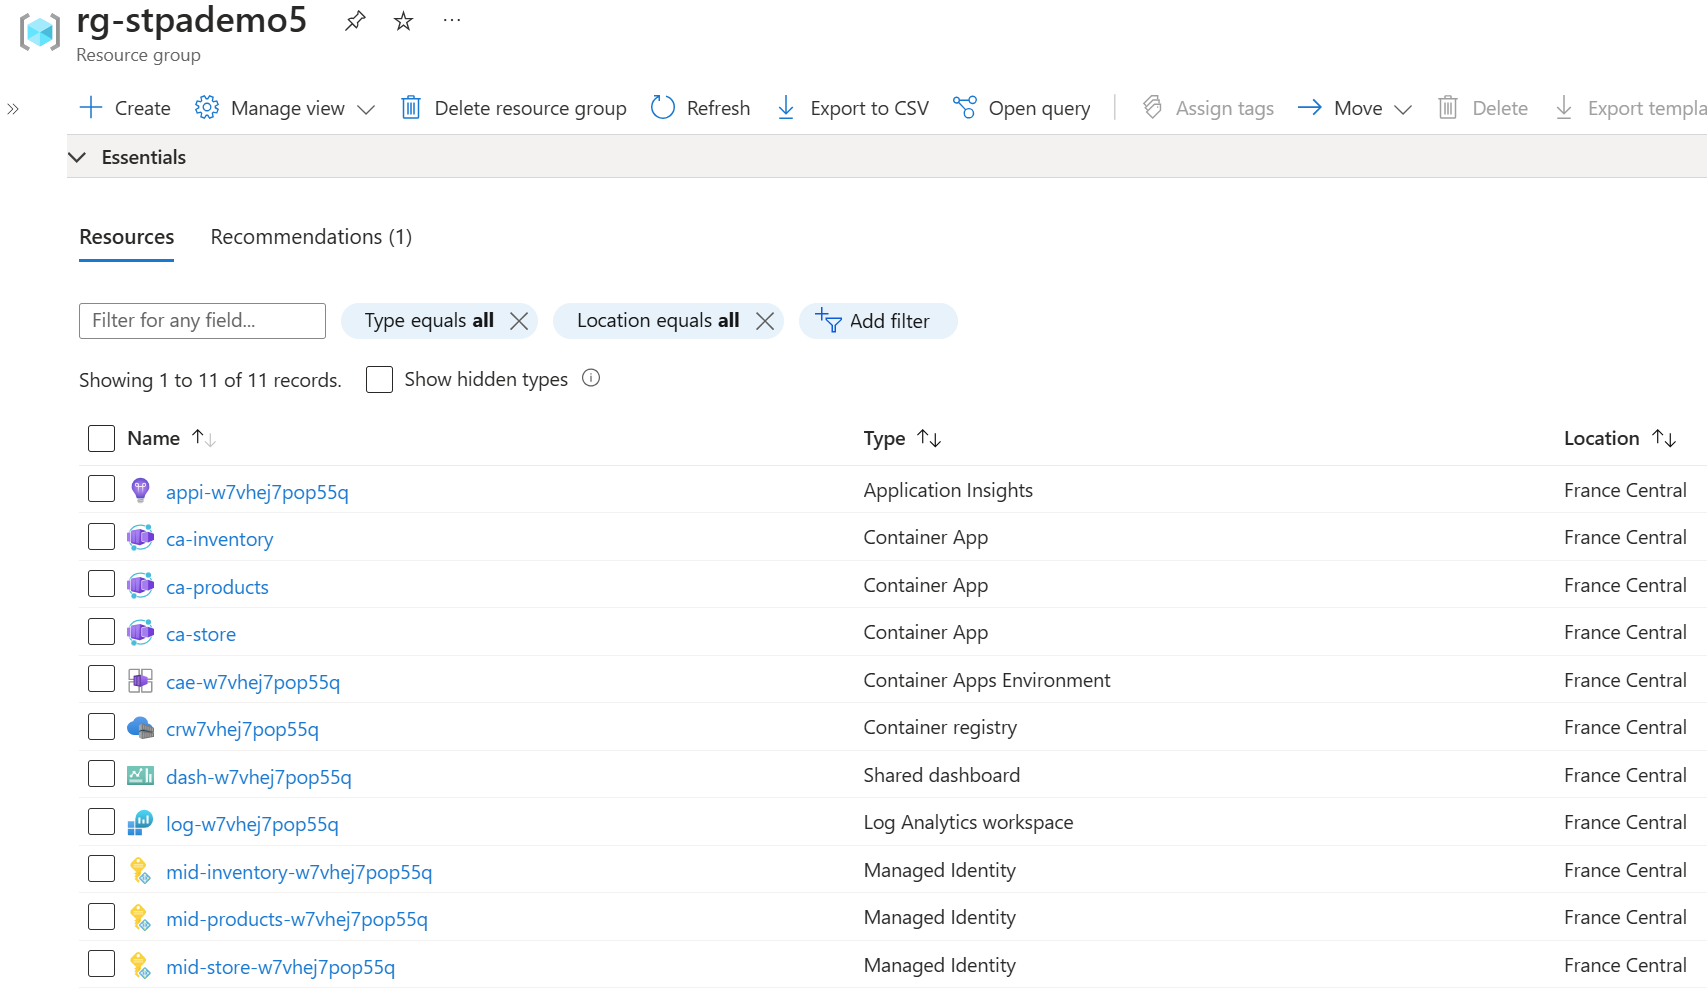 rg-stpademo5
Resource group
Create Manage view Delete resource group Refresh Export to CSV Open query Assign tags Move Delete Export templa
Essentials
Resources Recommendations (1)
Filter for any field... Type equals all Location equals all Add filter
Showing 1 to 11 of 11 records. Show hidden types
Name Type Location
appi-w7vhej7pop55q Application Insights France Central
ca-inventory Container App France Central
ca-products Container App France Central
ca-store Container App France Central
cae-w7vhej7pop55q Container Apps Environment France Central
crw7vhej7pop55q Container registry France Central
dash-w7vhej7pop55q Shared dashboard France Central
log-w7vhej7pop55q Log Analytics workspace France Central
mid-inventory-w7vhej7pop55q Managed Identity France Central
mid-products-w7vhej7pop55q Managed Identity France Central
mid-store-w7vhej7pop55q Managed Identity France Central